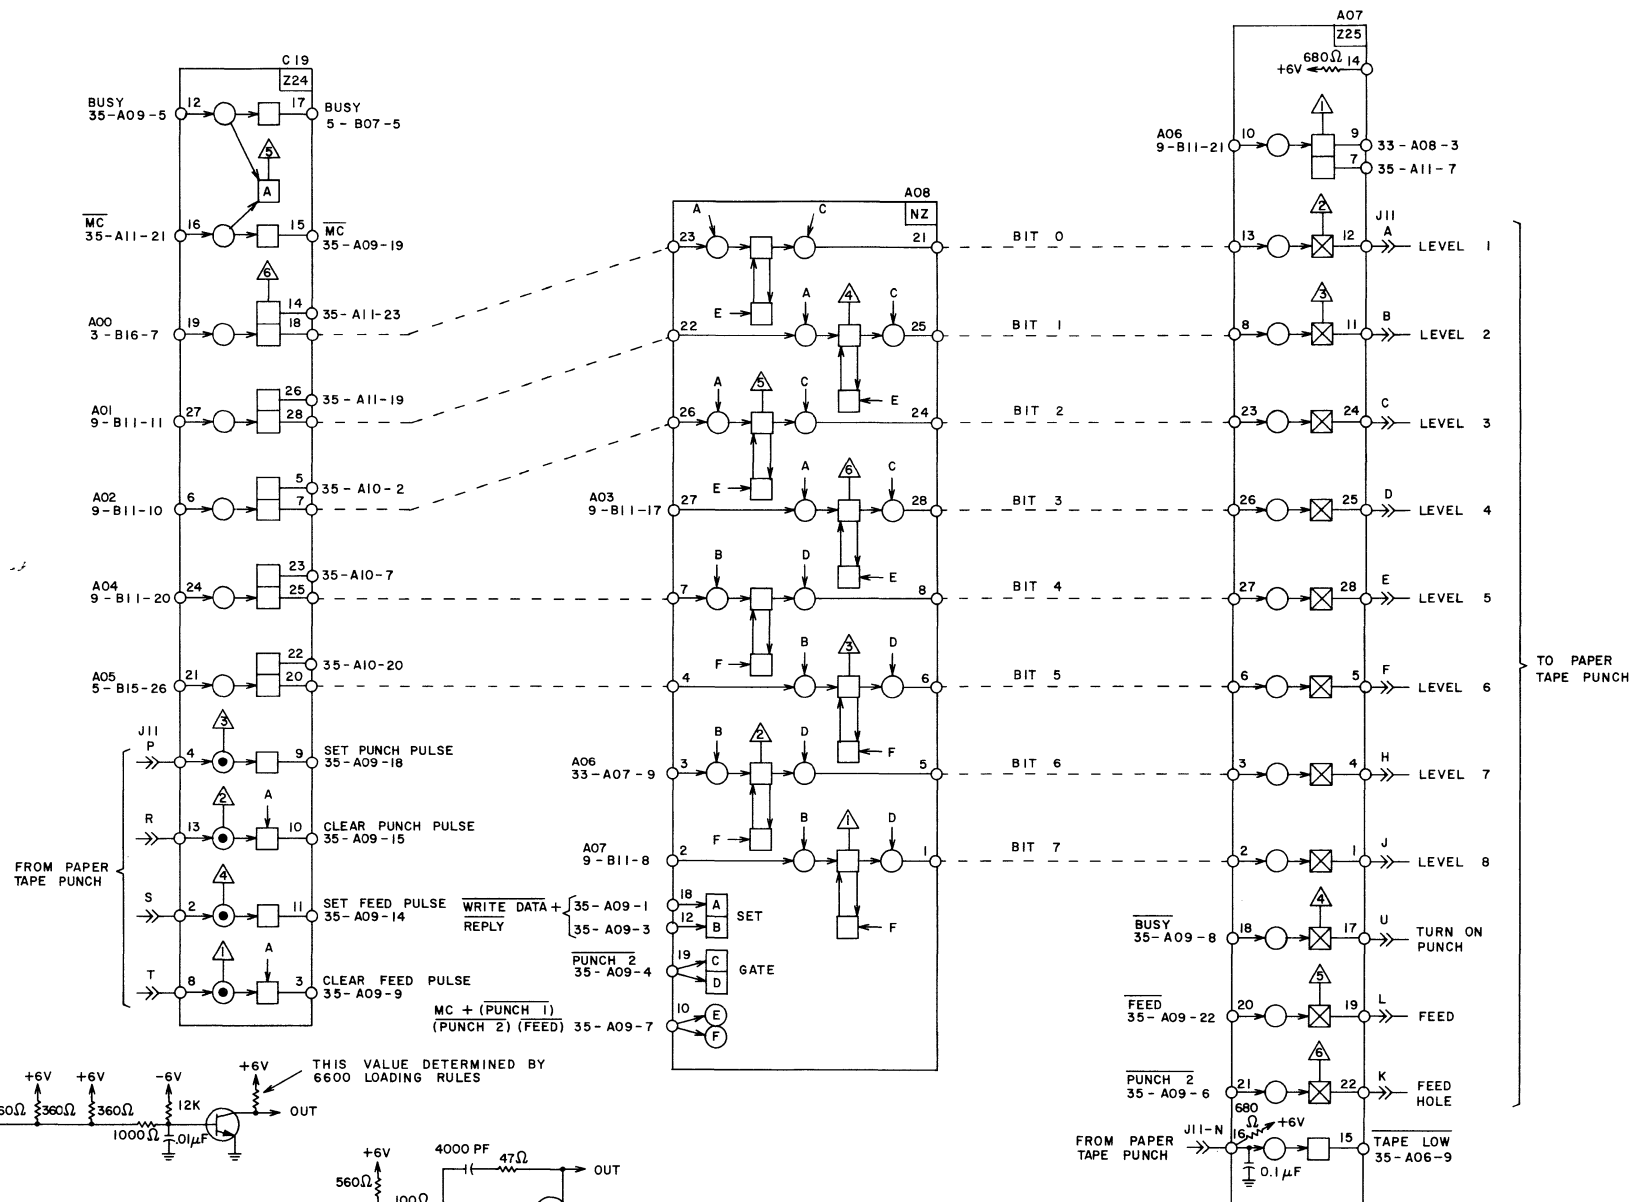 C19
Z24
BUSY
35-A09-5
12
17
BUSY
5-B07-5
5
A
M̅C̅
35-A11-21
16
15
M̅C̅
35-A09-19
6
A00
3-B16-7
19
14
35-A11-23
18
A01
9-B11-11
27
26
35-A11-19
28
A02
9-B11-10
6
5
35-A10-2
7
A04
9-B11-20
24
23
35-A10-7
25
A05
5-B15-26
21
22
35-A10-20
20
J11
P
4
3
9
SET PUNCH PULSE
35-A09-18
R
13
2
A
10
CLEAR PUNCH PULSE
35-A09-15
FROM PAPER
TAPE PUNCH
S
2
4
11
SET FEED PULSE
35-A09-14
T
8
1
A
3
CLEAR FEED PULSE
35-A09-9
A08
NZ
23
A
C
21
BIT 0
E
22
A
4
C
25
BIT 1
E
26
A
5
C
24
BIT 2
E
A03
9-B11-17
27
A
6
C
28
BIT 3
E
7
B
D
8
BIT 4
F
4
B
3
D
6
BIT 5
F
A06
33-A07-9
3
B
2
D
5
BIT 6
F
A07
9-B11-8
2
B
1
D
1
BIT 7
F
W̅R̅I̅T̅E̅ D̅A̅T̅A̅ +
R̅E̅P̅L̅Y̅
35-A09-1
35-A09-3
18
12
A
B
SET
P̅U̅N̅C̅H̅ 2̅
35-A09-4
19
C
D
GATE
MC + (P̅U̅N̅C̅H̅ 1̅)
(P̅U̅N̅C̅H̅ 2̅) (F̅E̅E̅D̅) 35-A09-7
10
E
F
A07
Z25
680Ω
+6V
14
A06
9-B11-21
10
1
9
33-A08-3
7
35-A11-7
13
2
12
J11
A
LEVEL 1
8
3
11
B
LEVEL 2
23
24
C
LEVEL 3
26
25
D
LEVEL 4
27
28
E
LEVEL 5
6
5
F
LEVEL 6
3
4
H
LEVEL 7
2
1
J
LEVEL 8
TO PAPER
TAPE PUNCH
B̅U̅S̅Y̅
35-A09-8
18
4
17
U
TURN ON
PUNCH
F̅E̅E̅D̅
35-A09-22
20
5
19
L
FEED
P̅U̅N̅C̅H̅ 2̅
35-A09-6
21
6
22
K
FEED
HOLE
FROM PAPER
TAPE PUNCH
J11-N
16
680
Ω
+6V
0.1μF
15
T̅A̅P̅E̅ L̅O̅W̅
35-A06-9
+6V
+6V
-6V
+6V
THIS VALUE DETERMINED BY
6600 LOADING RULES
60Ω
360Ω
360Ω
12K
1000Ω
.01μF
OUT
+6V
560Ω
100Ω
4000 PF
47Ω
OUT